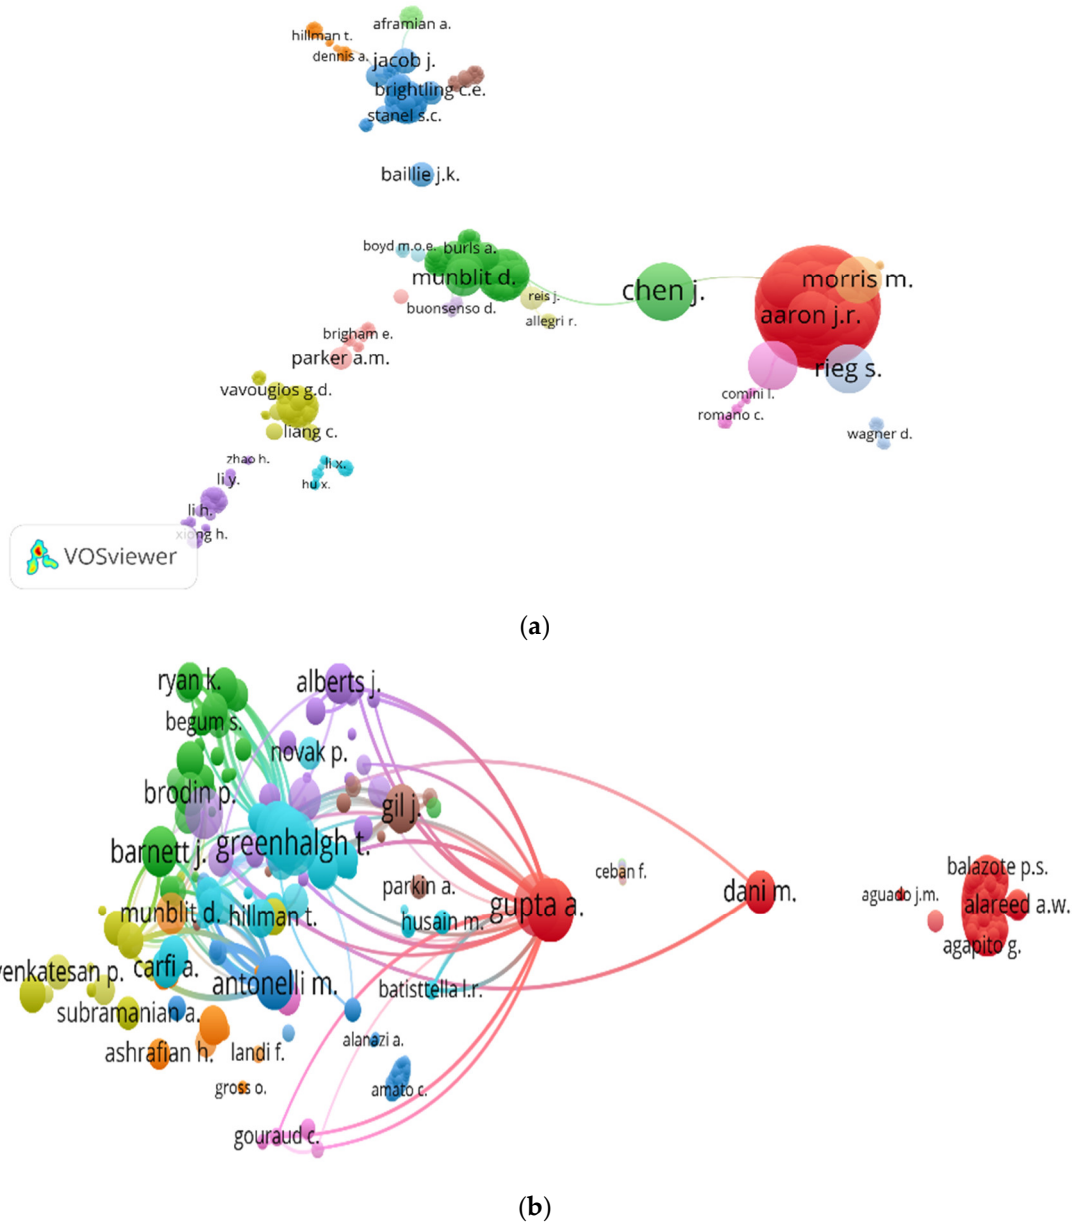 aframian a.
hillman t.
dennis a.
jacob j.
brightling c.e.
stanel s.c.
baillie j.k.
boyd m.o.e.
burls a.
munblit d.
chen j.
morris m.
reis j.
buonsenso d.
aaron j.r.
allegri r.
brigham e.
parker a.m.
rieg s.
vavougios g.d.
comini l.
romano c.
liang c.
wagner d.
zhao h.
li x.
li y.
hu x.
li h.
xiong h.
VOSviewer
(a)
ryan k.
alberts j.
begum s.
novak p.
brodin p.
gil j.
greenhalgh t.
barnett j.
balazote p.s.
ceban f.
parkin a.
dani m.
aguado j.m.
gupta a.
alareed a.w.
munblit d.
hillman t.
husain m.
agapito g.
venkatesan p.
carfi a.
antonelli m.
batisttella l.r.
subramanian a.
alanazi a.
ashrafian h.
landi f.
gross o.
amato c.
gouraud c.
(b)